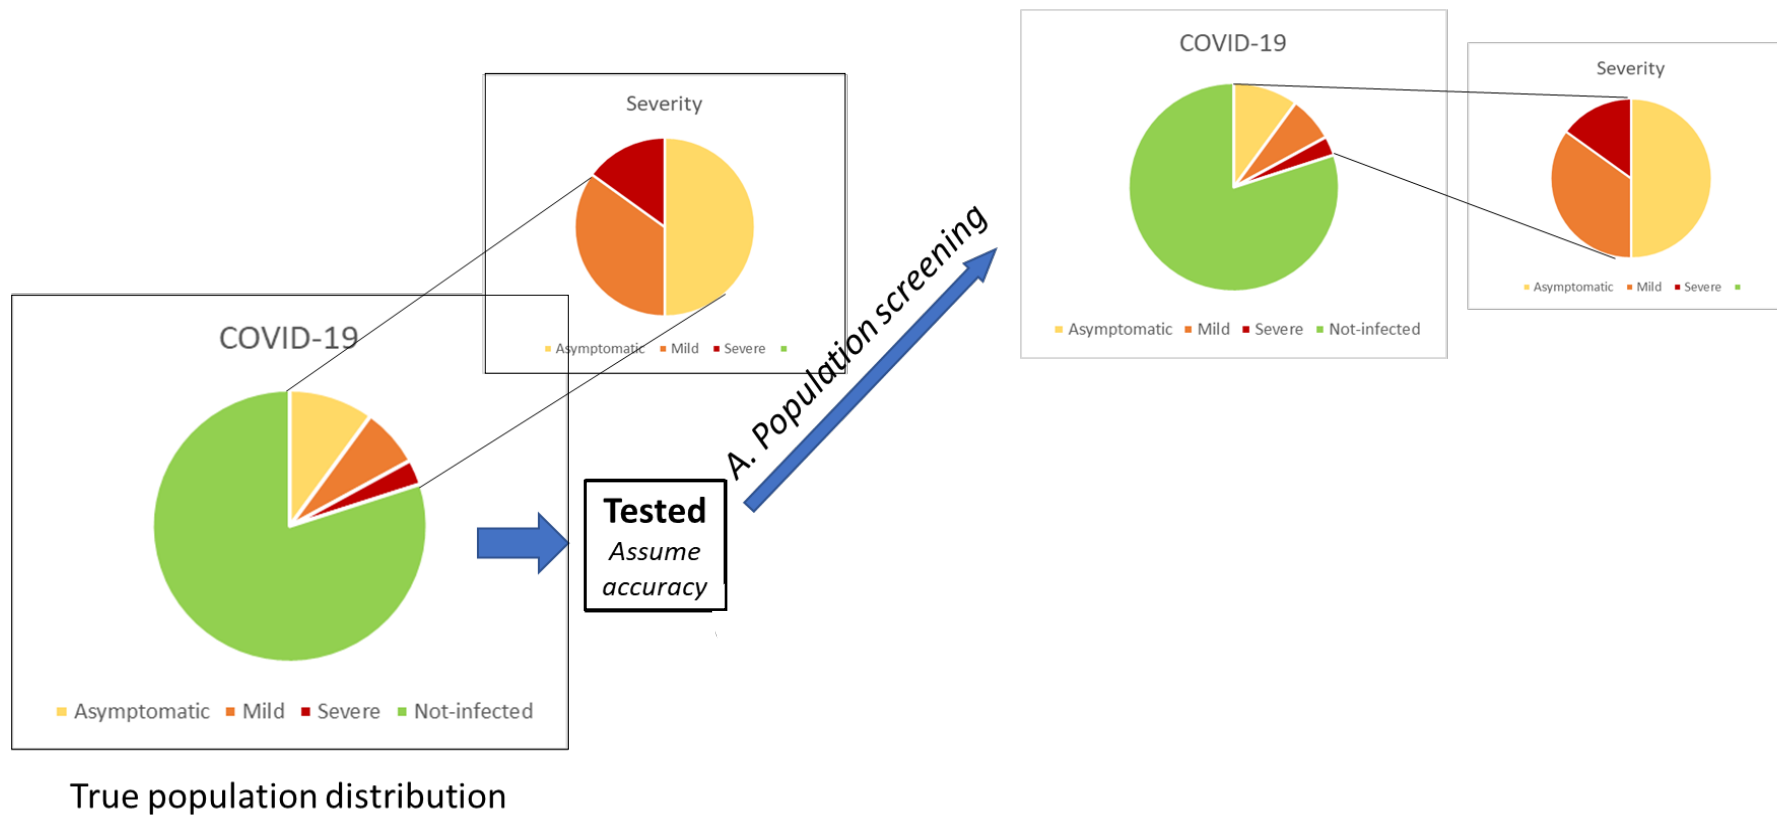 COVID-19
Asymptomatic Mild Severe Not-infected
True population distribution
Severity
Asymptomatic Mild Severe
Tested
Assume
accuracy
A. Population screening
COVID-19
Asymptomatic Mild Severe Not-infected
Severity
Asymptomatic Mild Severe